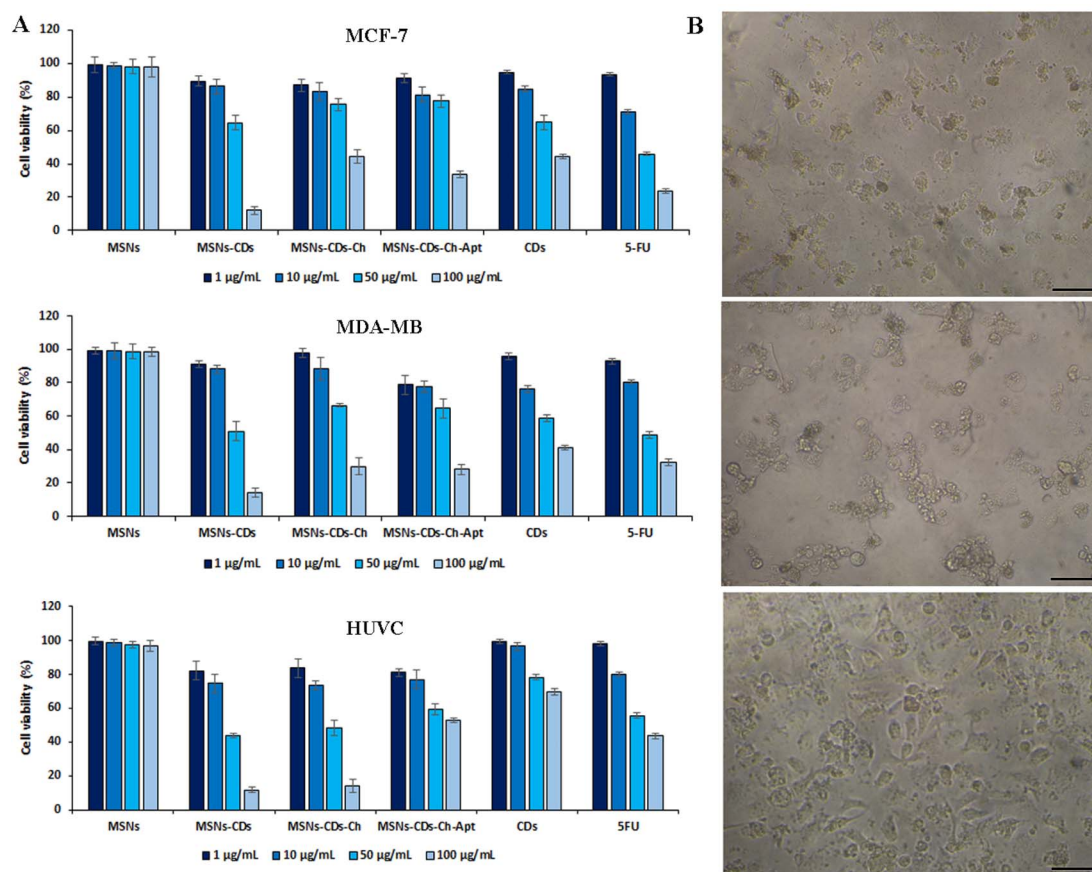 A
B
MCF-7
Cell viability (%)
120
100
80
60
40
20
0
MSNs MSNs-CDs MSNs-CDs-Ch MSNs-CDs-Ch-Apt CDs 5-FU
1 µg/mL 10 µg/mL 50 µg/mL 100 µg/mL
MDA-MB
Cell viability (%)
120
100
80
60
40
20
0
MSNs MSNs-CDs MSNs-CDs-Ch MSNs-CDs-Ch-Apt CDs 5-FU
1 µg/mL 10 µg/mL 50 µg/mL 100 µg/mL
HUVC
Cell viability (%)
120
100
80
60
40
20
0
MSNs MSNs-CDs MSNs-CDs-Ch MSNs-CDs-Ch-Apt CDs 5FU
1 µg/mL 10 µg/mL 50 µg/mL 100 µg/mL